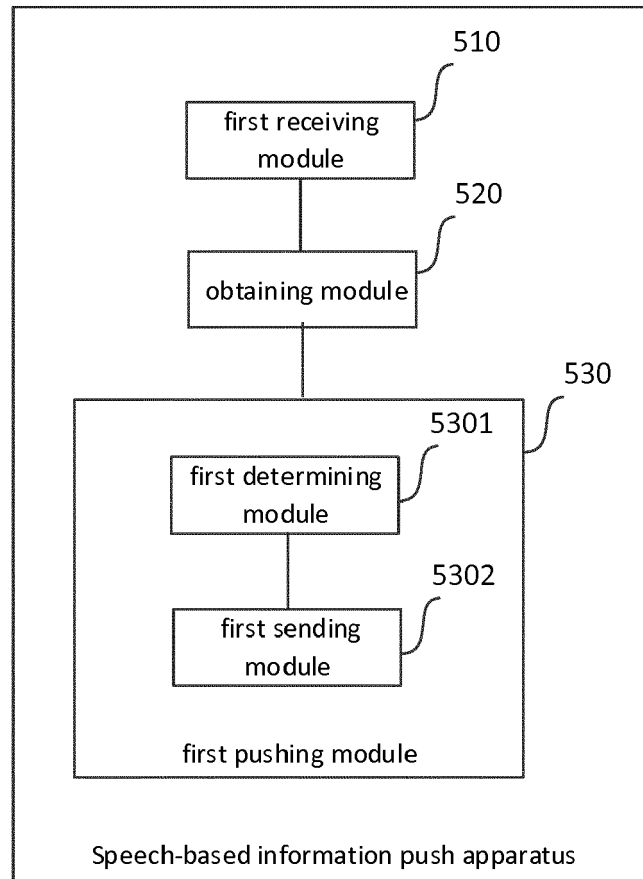 510
first receiving
module
520
obtaining module
530
5301
first determining
module
5302
first sending
module
first pushing module
Speech-based information push apparatus